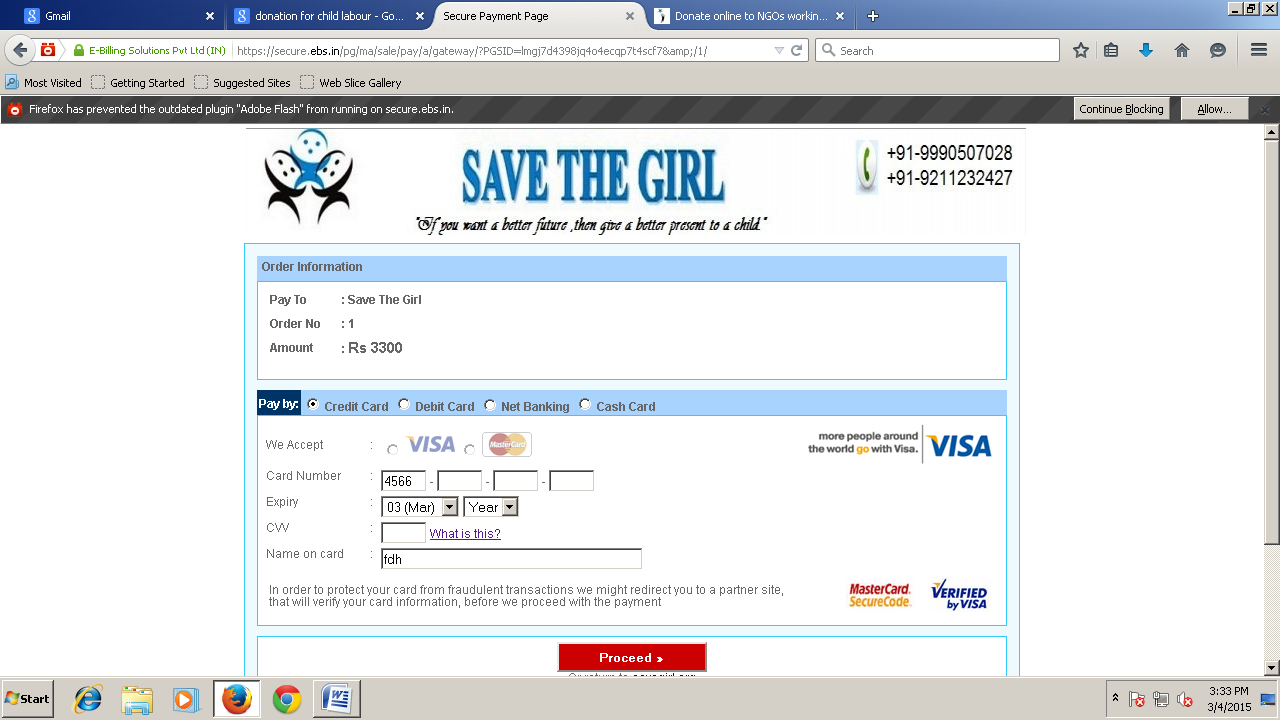 Gmail
donation for child labour - Go...
Secure Payment Page
Donate online to NGOs workin...
E-Billing Solutions Pvt Ltd (IN)
https://secure.ebs.in/pg/ma/sale/pay/a/gateway/?PGSID=lmgj7d4398jq4o4ecqp7t4scf7&amp;/1/
Search
Most Visited
Getting Started
Suggested Sites
Web Slice Gallery
Firefox has prevented the outdated plugin "Adobe Flash" from running on secure.ebs.in.
Continue Blocking
Allow...
SAVE THE GIRL
"If you want a better future ,then give a better present to a child."
+91-9990507028
+91-9211232427
Order Information
Pay To : Save The Girl
Order No : 1
Amount : Rs 3300
Pay by: Credit Card Debit Card Net Banking Cash Card
We Accept : VISA MasterCard
more people around
the world go with Visa. VISA
Card Number : 4566 - - -
Expiry : 03 (Mar) Year
CVV : What is this?
Name on card : fdh
In order to protect your card from fraudulent transactions we might redirect you to a partner site,
that will verify your card information, before we proceed with the payment
MasterCard.
SecureCode.
VERIFIED
by VISA
Proceed »
Start
3:33 PM
3/4/2015